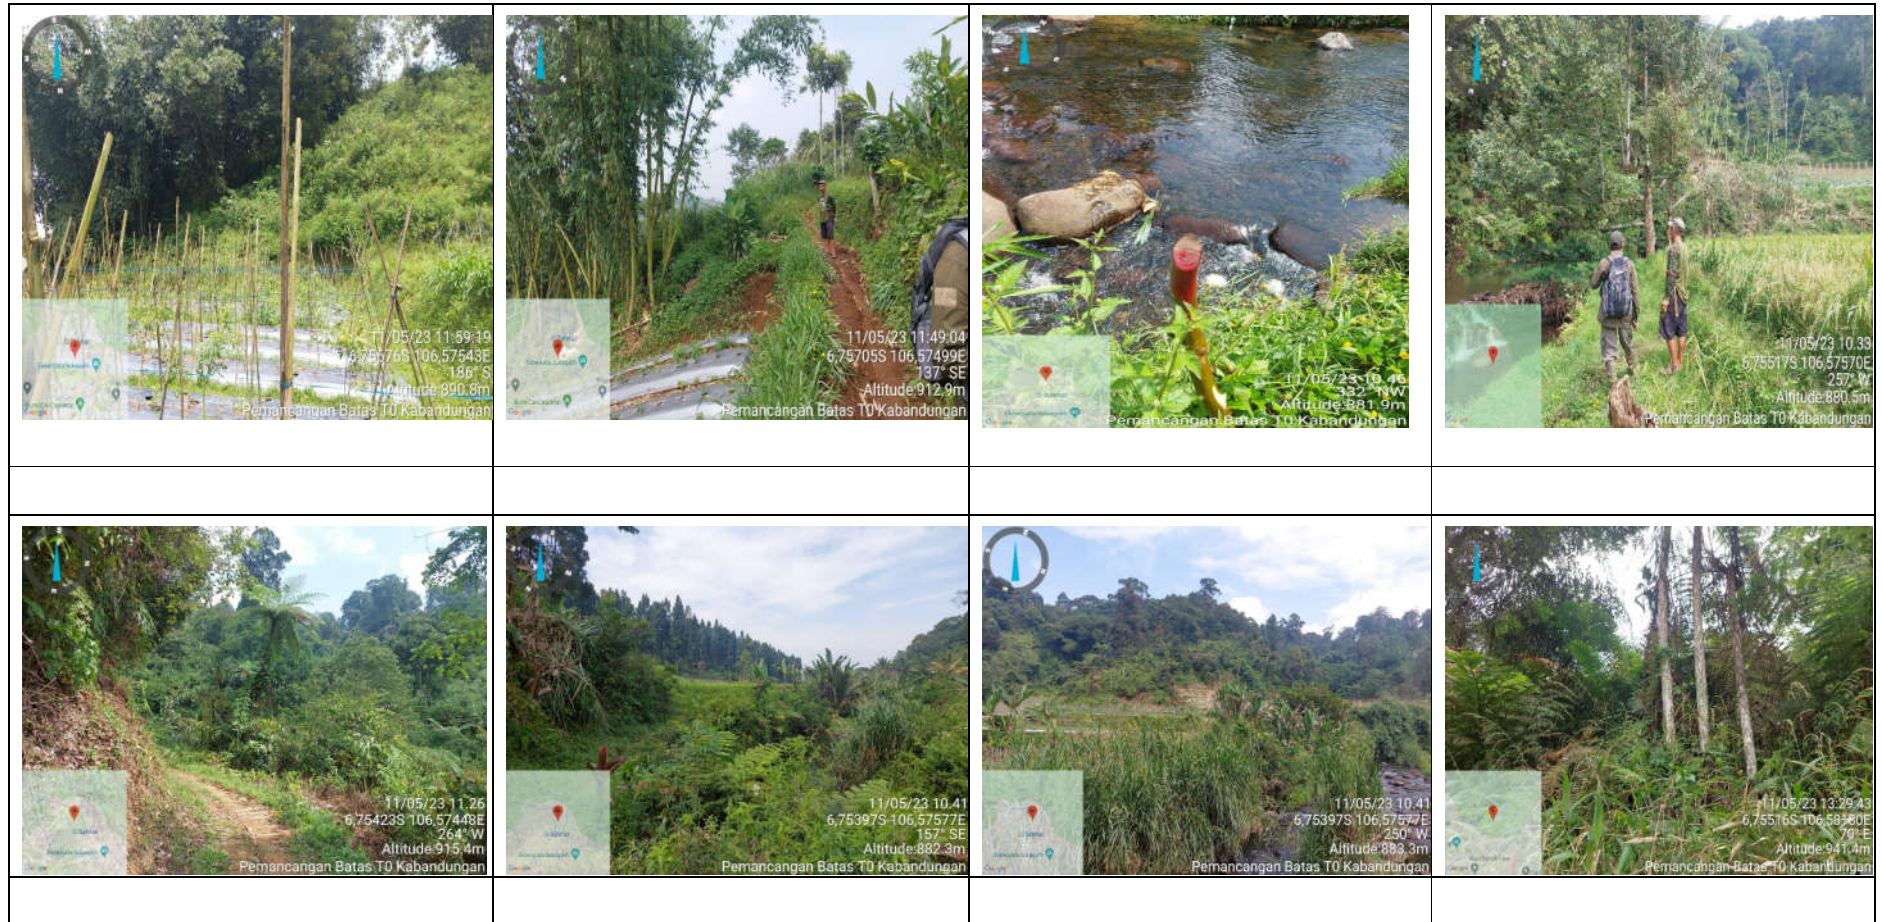 11/05/23 11:59:19
6,75576S 106,57543E
186° S
Altitude:890.8m
Pemancangan Batas T0 Kabandungan
11/05/23 11:49:04
6,75705S 106,57499E
137° SE
Altitude:912.9m
Pemancangan Batas T0 Kabandungan
11/05/23 10.46
332° NW
Altitude:881.9m
Pemancangan Batas T0 Kabandungan
11/05/23 10.33
6,75517S 106,57570E
257° W
Altitude:880.5m
Pemancangan Batas T0 Kabandungan
11/05/23 11.26
6,75423S 106,57448E
264° W
Altitude:915.4m
Pemancangan Batas T0 Kabandungan
11/05/23 10.41
6,75397S 106,57577E
157° SE
Altitude:882.3m
Pemancangan Batas T0 Kabandungan
11/05/23 10.41
6,75397S 106,57577E
250° W
Altitude:883.3m
Pemancangan Batas T0 Kabandungan
11/05/23 13:29:43
79° E
Altitude:941.4m
Pemancangan Batas T0 Kabandungan